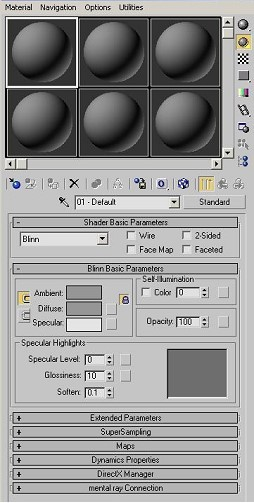 Material Navigation Options Utilities
01 - Default Standard
- Shader Basic Parameters
Blinn Wire 2-Sided
Face Map Faceted
- Blinn Basic Parameters
Self-Illumination
Ambient: Color 0
Diffuse:
Specular: Opacity: 100
Specular Highlights
Specular Level: 0
Glossiness: 10
Soften: 0.1
+ Extended Parameters
+ SuperSampling
+ Maps
+ Dynamics Properties
+ DirectX Manager
+ mental ray Connection